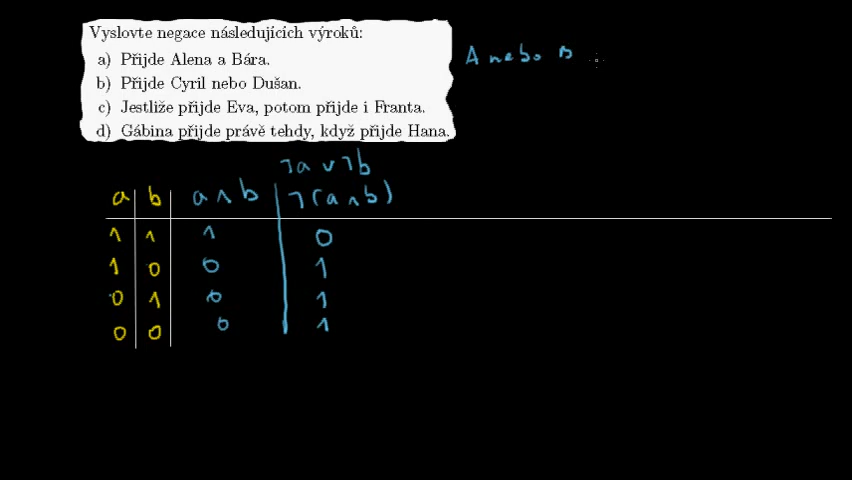 Vyslovte negace následujících výroků:
a) Přijde Alena a Bára.
b) Přijde Cyril nebo Dušan.
c) Jestliže přijde Eva, potom přijde i Franta.
d) Gábina přijde právě tehdy, když přijde Hana.
A nebo B
¬a ∨ ¬b
a b a ∧ b ¬(a ∧ b)
1 1 1 0
1 0 0 1
0 1 0 1
0 0 0 1